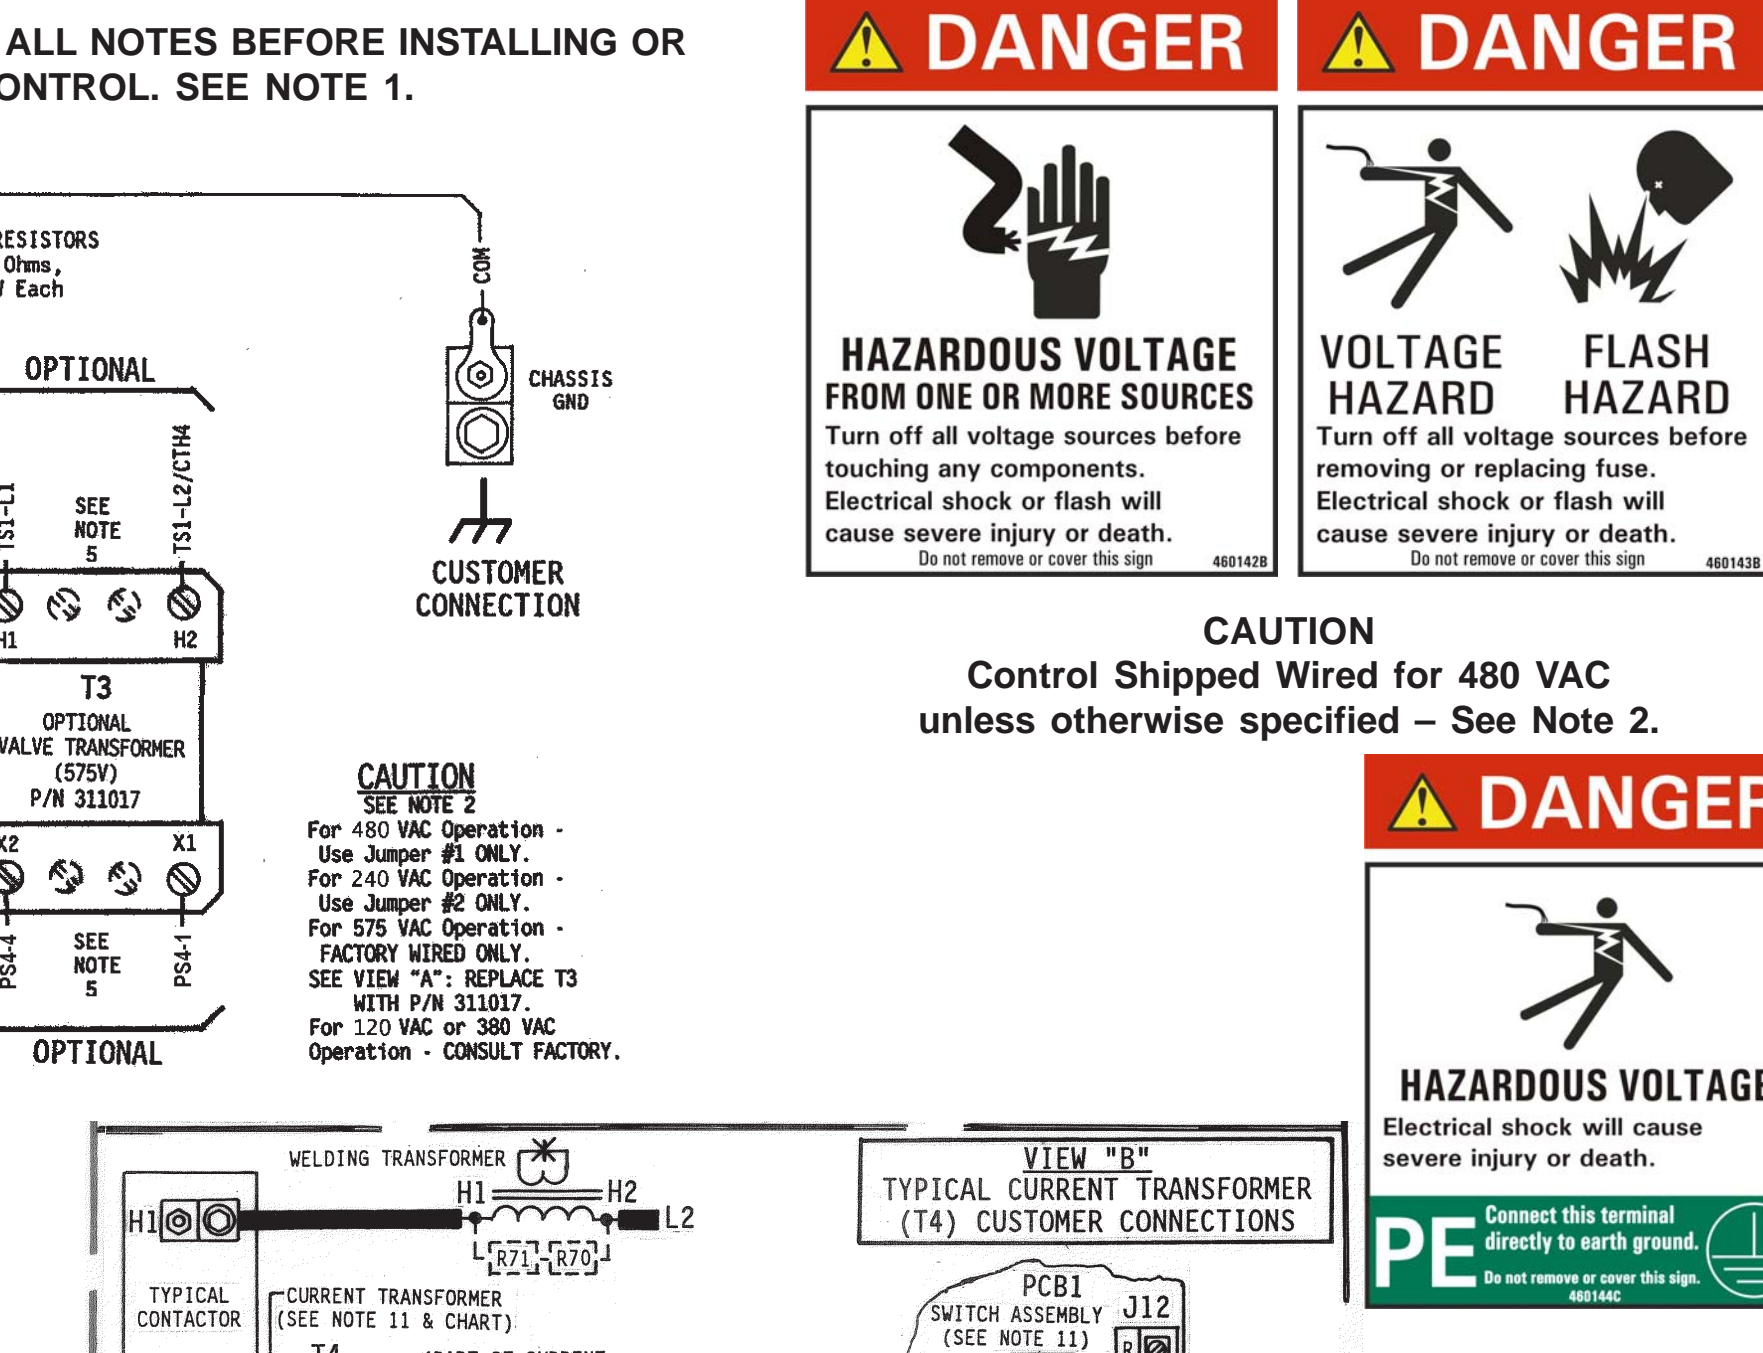 ALL NOTES BEFORE INSTALLING OR
ONTROL. SEE NOTE 1.
RESISTORS
Ohms,
W Each
OPTIONAL
COM
CHASSIS
GND
CUSTOMER
CONNECTION
TS1-L1
SEE
NOTE
5
TS1-L2/CTH4
H1
H2
T3
OPTIONAL
VALVE TRANSFORMER
(575V)
P/N 311017
X2
X1
PS4-4
SEE
NOTE
5
PS4-1
OPTIONAL
CAUTION
SEE NOTE 2
For 480 VAC Operation -
Use Jumper #1 ONLY.
For 240 VAC Operation -
Use Jumper #2 ONLY.
For 575 VAC Operation -
FACTORY WIRED ONLY.
SEE VIEW "A": REPLACE T3
WITH P/N 311017.
For 120 VAC or 380 VAC
Operation - CONSULT FACTORY.
DANGER
HAZARDOUS VOLTAGE
FROM ONE OR MORE SOURCES
Turn off all voltage sources before
touching any components.
Electrical shock or flash will
cause severe injury or death.
Do not remove or cover this sign
460142B
DANGER
VOLTAGE
HAZARD
FLASH
HAZARD
Turn off all voltage sources before
removing or replacing fuse.
Electrical shock or flash will
cause severe injury or death.
Do not remove or cover this sign
460143B
CAUTION
Control Shipped Wired for 480 VAC
unless otherwise specified – See Note 2.
DANGER
HAZARDOUS VOLTAGE
Electrical shock will cause
severe injury or death.
PE
Connect this terminal
directly to earth ground.
Do not remove or cover this sign.
460144C
WELDING TRANSFORMER
H1
H2
H1
L2
R71
R70
TYPICAL
CONTACTOR
CURRENT TRANSFORMER
(SEE NOTE 11 & CHART)
T4
(PART OF CURRENT
VIEW "B"
TYPICAL CURRENT TRANSFORMER
(T4) CUSTOMER CONNECTIONS
PCB1
SWITCH ASSEMBLY
(SEE NOTE 11)
J12
R